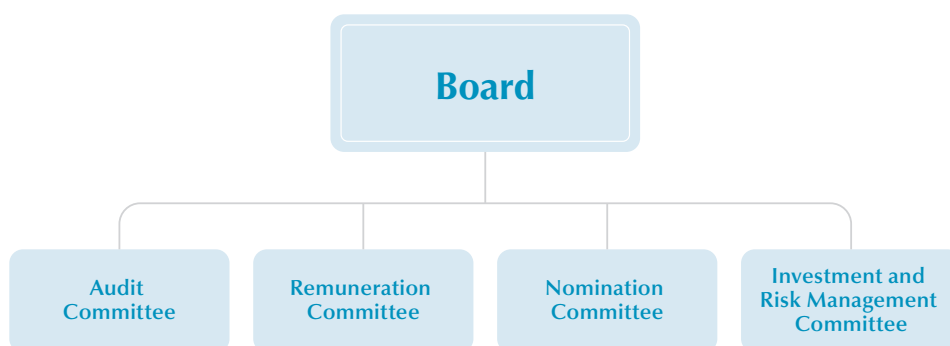 Board
Audit
Committee
Remuneration
Committee
Nomination
Committee
Investment and
Risk Management
Committee